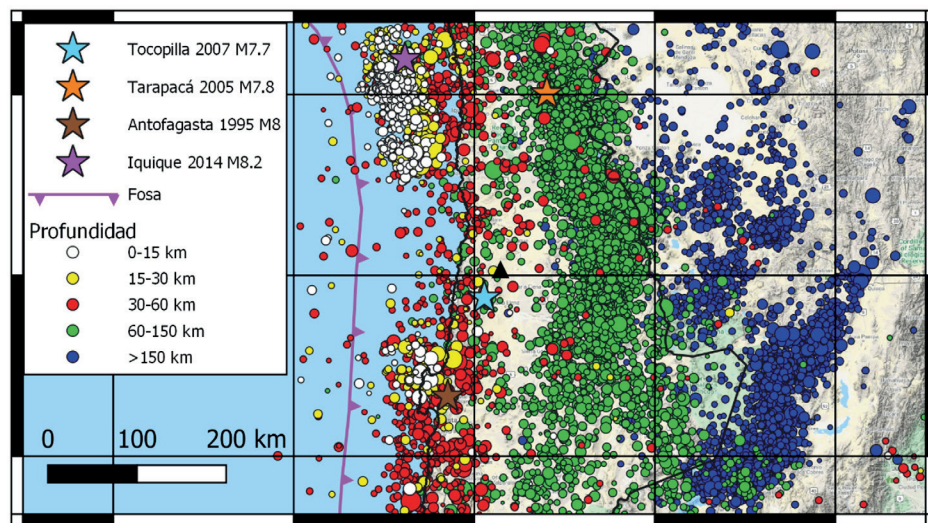 Tocopilla 2007 M7.7
Tarapacá 2005 M7.8
Antofagasta 1995 M8
Iquique 2014 M8.2
Fosa
Profundidad
0-15 km
15-30 km
30-60 km
60-150 km
>150 km
0 100 200 km